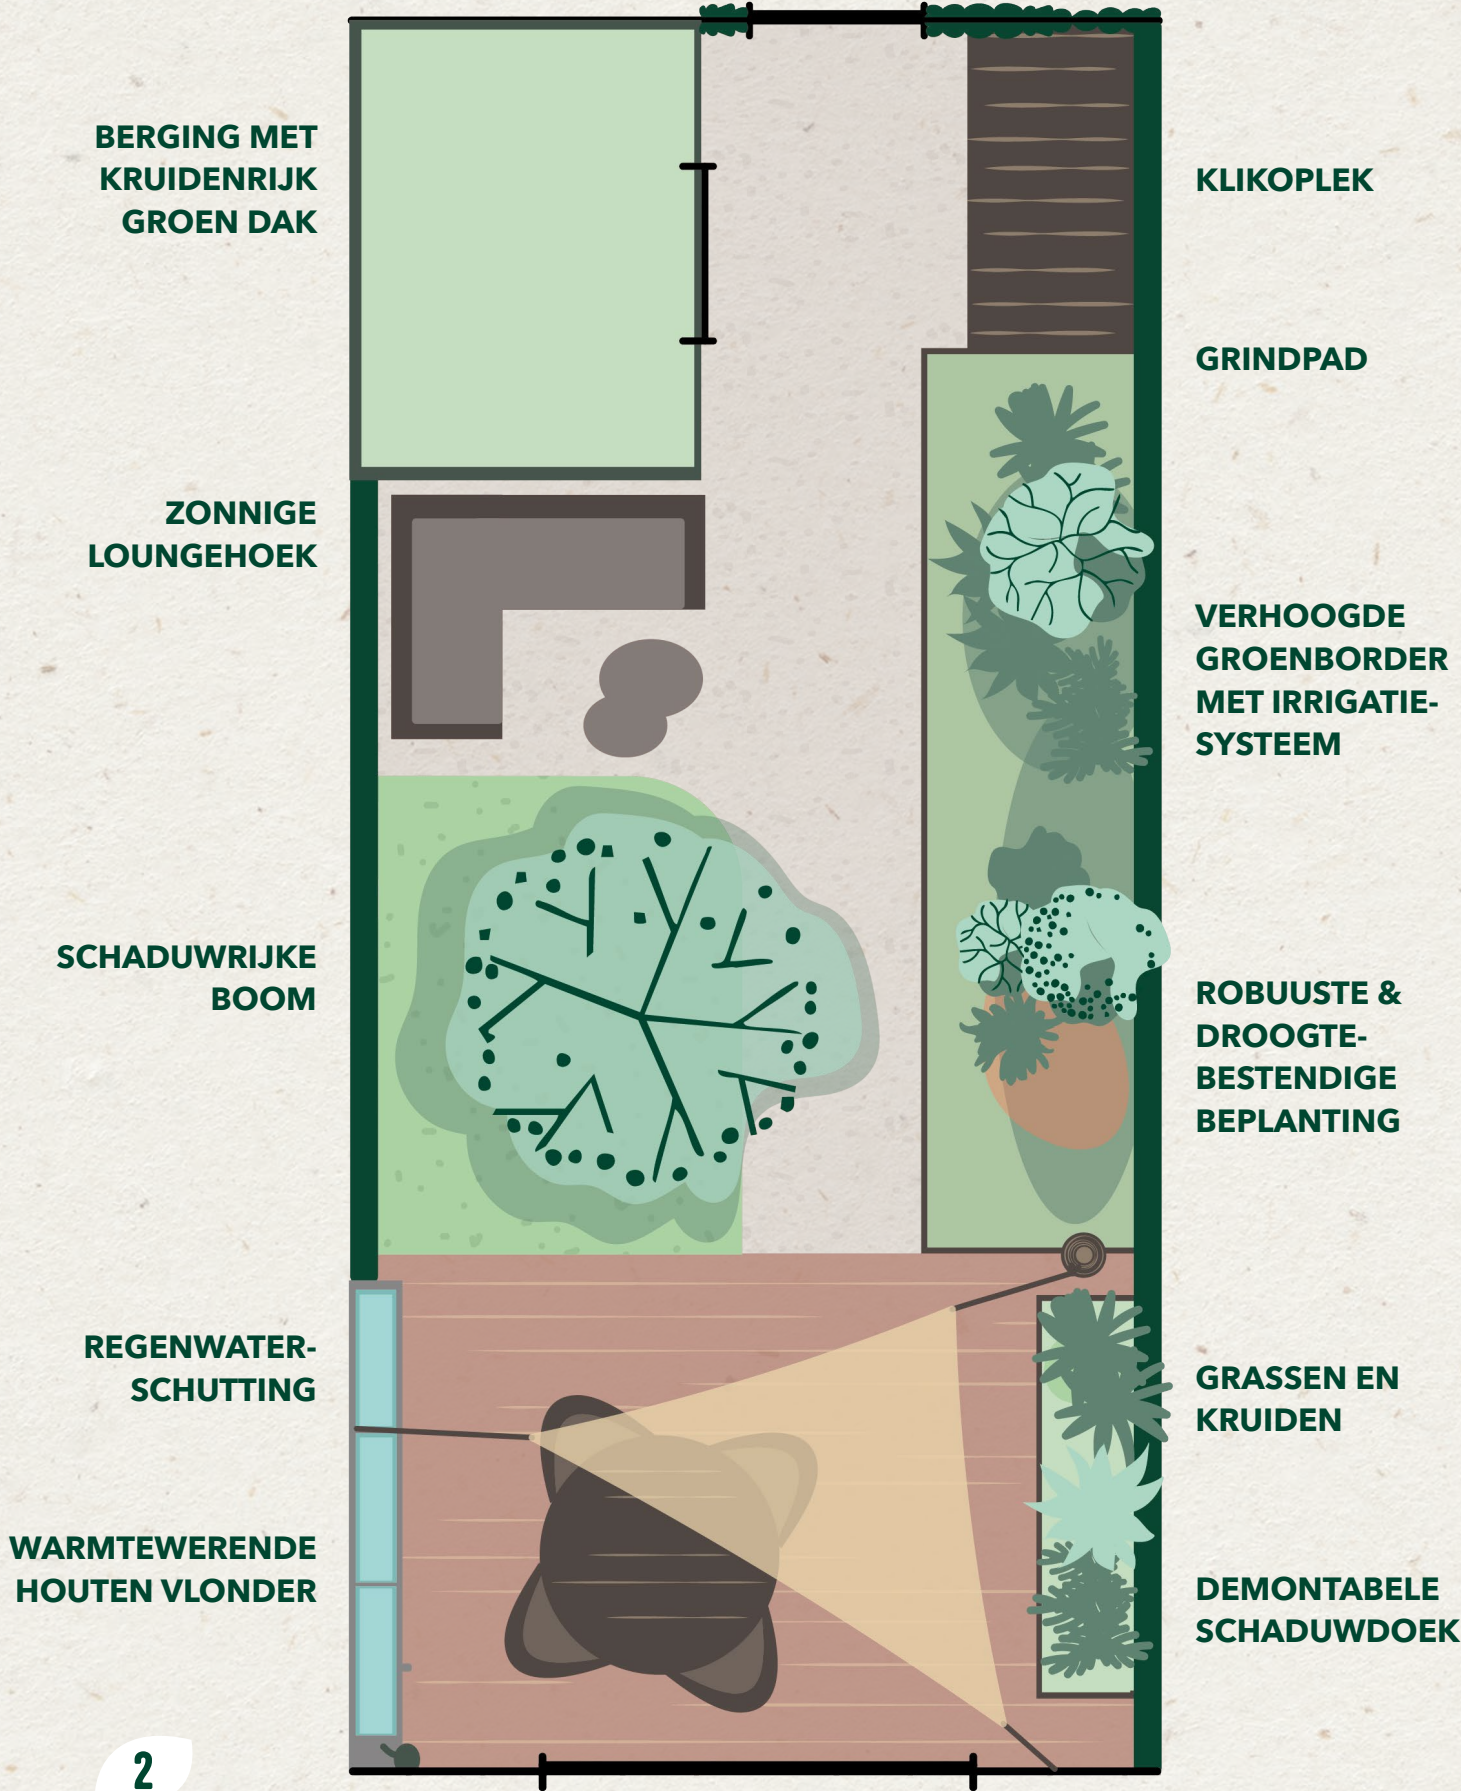 BERGING MET
KRUIDENRIJK
GROEN DAK
ZONNIGE
LOUNGEHOEK
SCHADUWRIJKE
BOOM
REGENWATER-
SCHUTTING
WARMTEWERENDE
HOUTEN VLONDER
KLIKOPLEK
GRINDPAD
VERHOOGDE
GROENBORDER
MET IRRIGATIE-
SYSTEEM
ROBUUSTE &
DROOGTE-
BESTENDIGE
BEPLANTING
GRASSEN EN
KRUIDEN
DEMONTABELE
SCHADUWDOEK
2